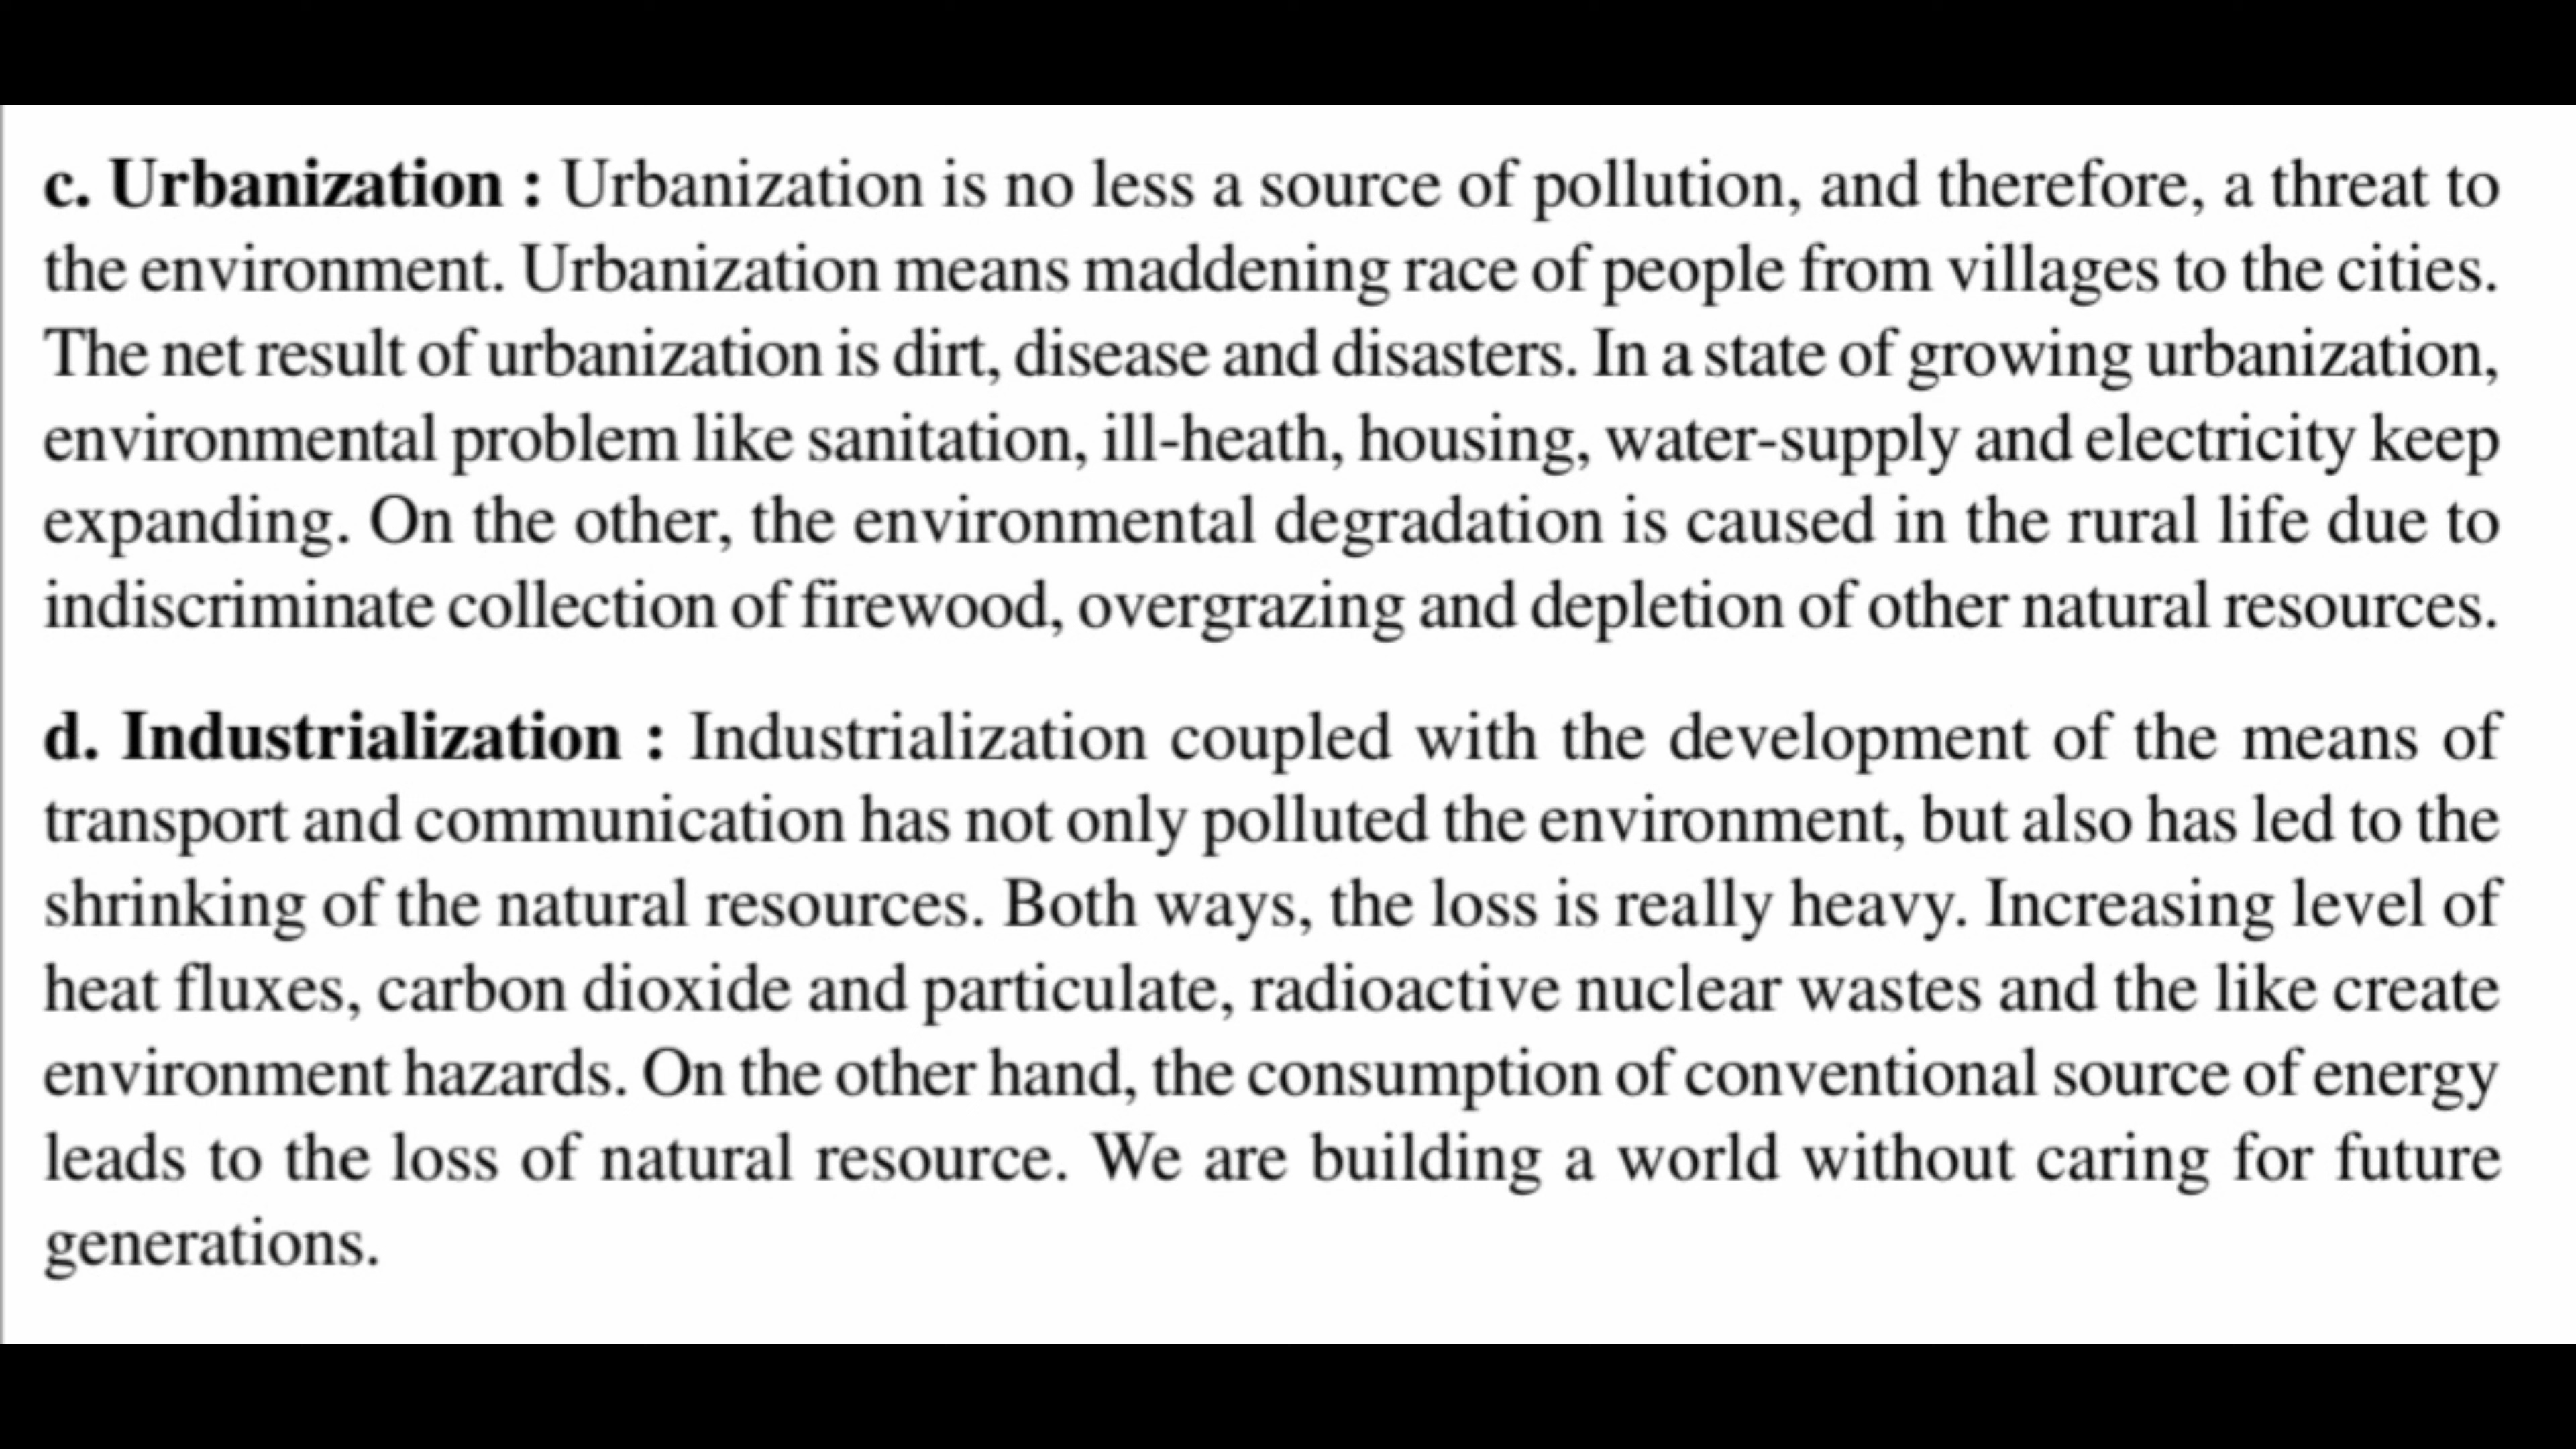 c. Urbanization : Urbanization is no less a source of pollution, and therefore, a threat to
the environment. Urbanization means maddening race of people from villages to the cities.
The net result of urbanization is dirt, disease and disasters. In a state of growing urbanization,
environmental problem like sanitation, ill-heath, housing, water-supply and electricity keep
expanding. On the other, the environmental degradation is caused in the rural life due to
indiscriminate collection of firewood, overgrazing and depletion of other natural resources.
d. Industrialization : Industrialization coupled with the development of the means of
transport and communication has not only polluted the environment, but also has led to the
shrinking of the natural resources. Both ways, the loss is really heavy. Increasing level of
heat fluxes, carbon dioxide and particulate, radioactive nuclear wastes and the like create
environment hazards. On the other hand, the consumption of conventional source of energy
leads to the loss of natural resource. We are building a world without caring for future
generations.